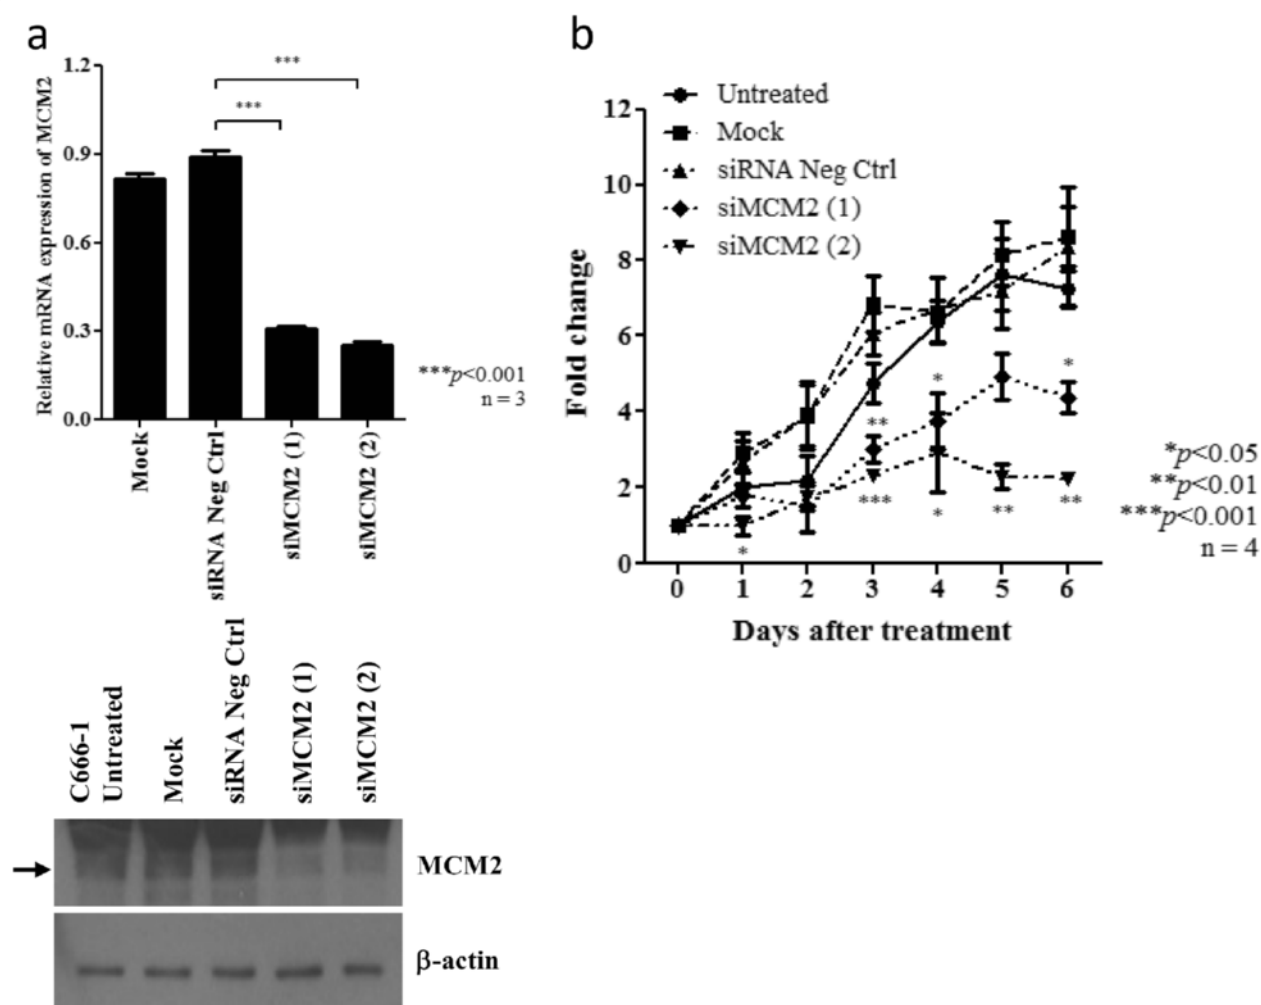 a
Relative mRNA expression of MCM2
1.2
0.9
0.6
0.3
0.0
***
***
Mock
siRNA Neg Ctrl
siMCM2 (1)
siMCM2 (2)
***p<0.001
n = 3
C666-1
Untreated
Mock
siRNA Neg Ctrl
siMCM2 (1)
siMCM2 (2)
MCM2
β-actin
b
Untreated
Mock
siRNA Neg Ctrl
siMCM2 (1)
siMCM2 (2)
Fold change
12
10
8
6
4
2
0
*
**
***
*
*
**
*
**
0 1 2 3 4 5 6
Days after treatment
*p<0.05
**p<0.01
***p<0.001
n = 4